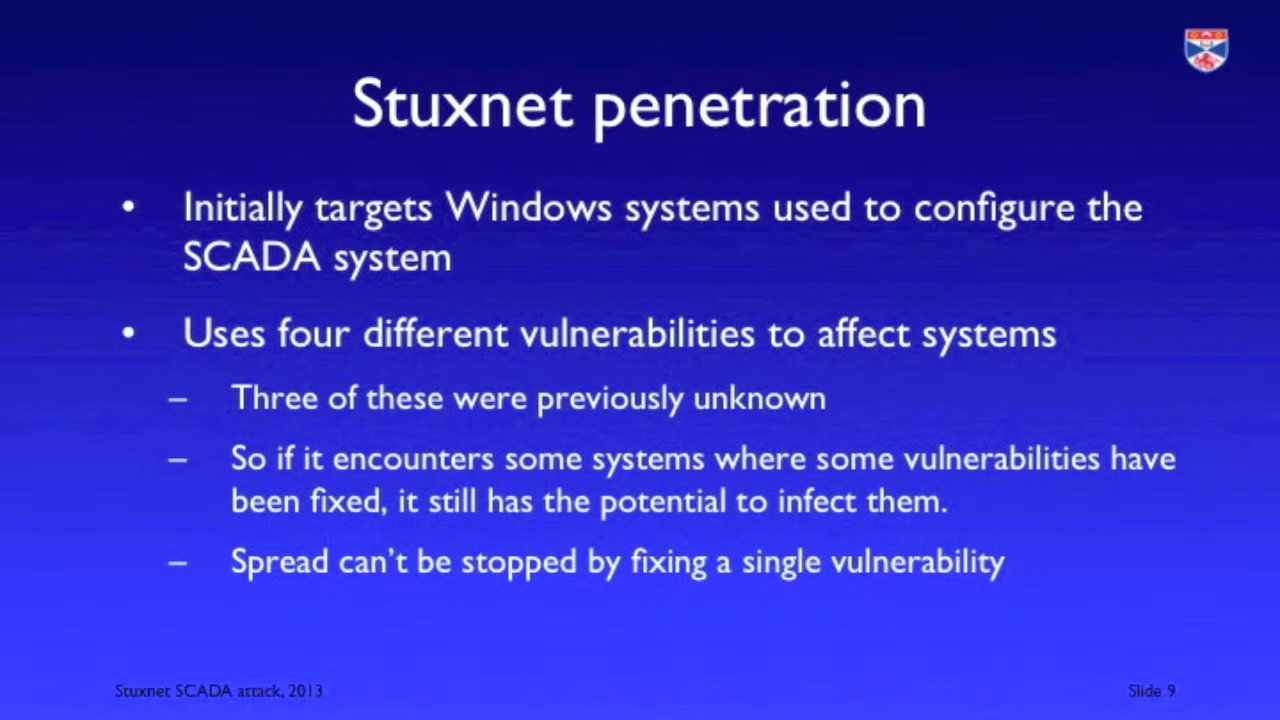 Stuxnet penetration
• Initially targets Windows systems used to configure the
SCADA system
• Uses four different vulnerabilities to affect systems
– Three of these were previously unknown
– So if it encounters some systems where some vulnerabilities have
been fixed, it still has the potential to infect them.
– Spread can’t be stopped by fixing a single vulnerability
Stuxnet SCADA attack, 2013
Slide 9